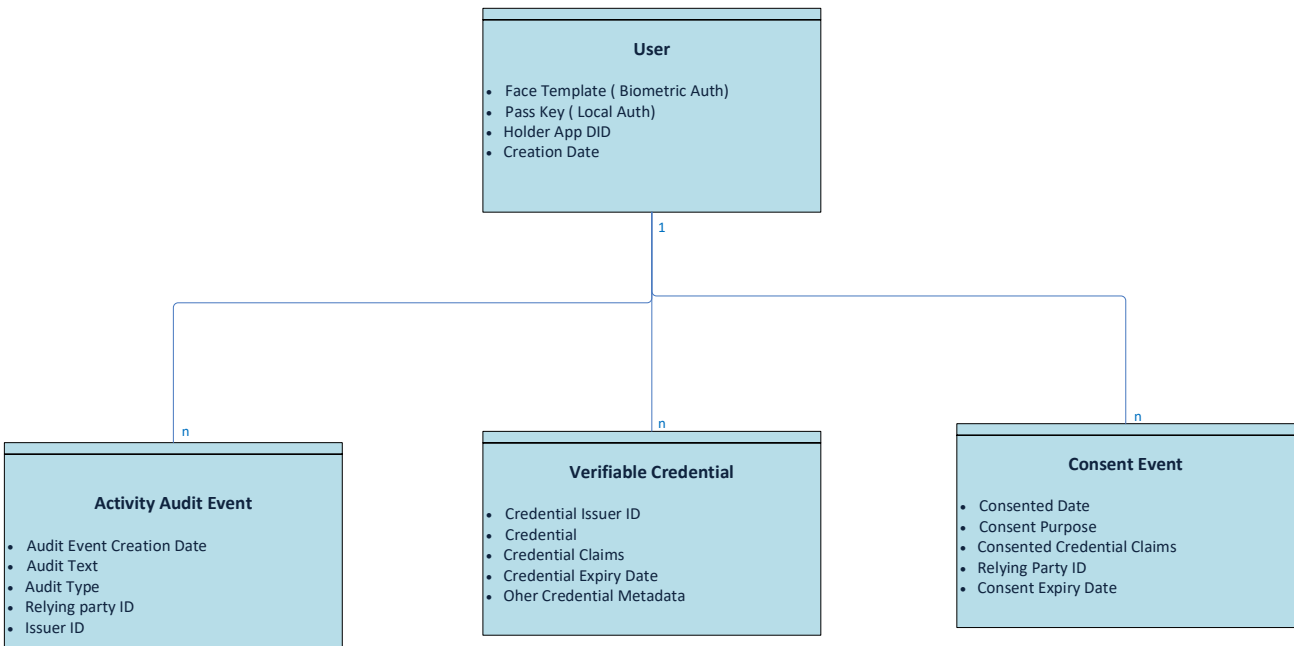 User
• Face Template ( Biometric Auth)
• Pass Key ( Local Auth)
• Holder App DID
• Creation Date
1
n
n
n
Activity Audit Event
• Audit Event Creation Date
• Audit Text
• Audit Type
• Relying party ID
• Issuer ID
Verifiable Credential
• Credential Issuer ID
• Credential
• Credential Claims
• Credential Expiry Date
• Oher Credential Metadata
Consent Event
• Consented Date
• Consent Purpose
• Consented Credential Claims
• Relying Party ID
• Consent Expiry Date